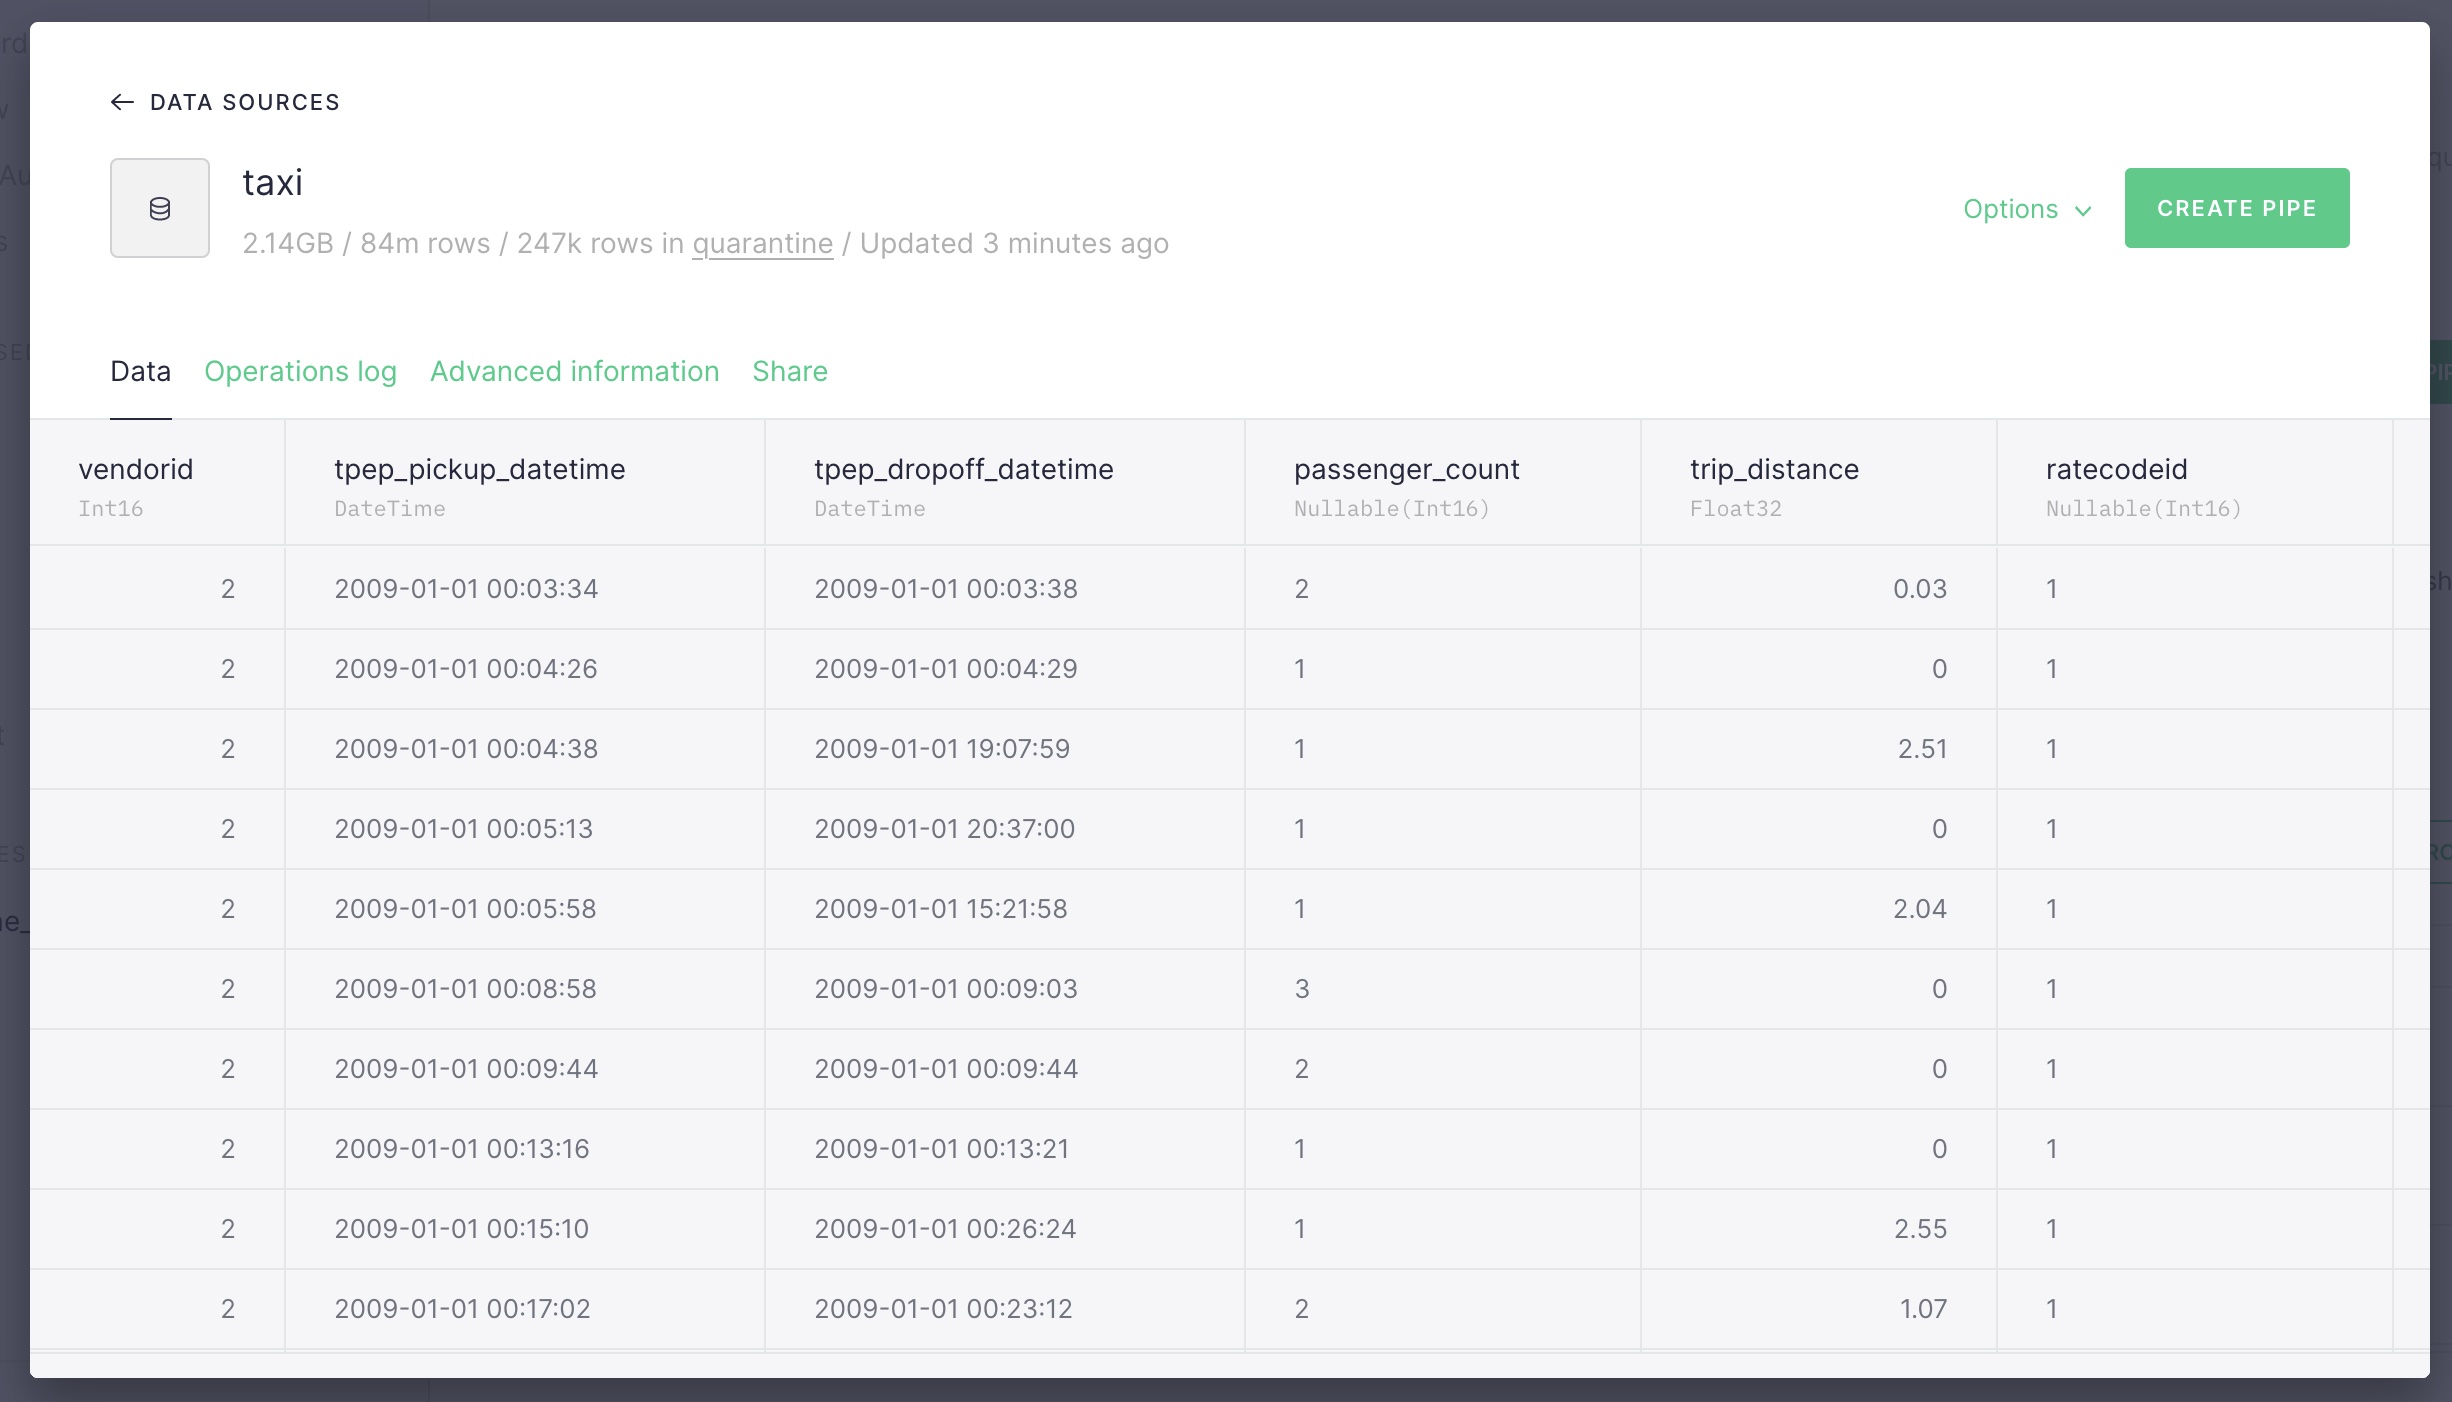 ← DATA SOURCES
taxi
2.14GB / 84m rows / 247k rows in quarantine / Updated 3 minutes ago
Options
CREATE PIPE
Data Operations log Advanced information Share
vendorid tpep_pickup_datetime tpep_dropoff_datetime passenger_count trip_distance ratecodeid
Int16 DateTime DateTime Nullable(Int16) Float32 Nullable(Int16)
2 2009-01-01 00:03:34 2009-01-01 00:03:38 2 0.03 1
2 2009-01-01 00:04:26 2009-01-01 00:04:29 1 0 1
2 2009-01-01 00:04:38 2009-01-01 19:07:59 1 2.51 1
2 2009-01-01 00:05:13 2009-01-01 20:37:00 1 0 1
2 2009-01-01 00:05:58 2009-01-01 15:21:58 1 2.04 1
2 2009-01-01 00:08:58 2009-01-01 00:09:03 3 0 1
2 2009-01-01 00:09:44 2009-01-01 00:09:44 2 0 1
2 2009-01-01 00:13:16 2009-01-01 00:13:21 1 0 1
2 2009-01-01 00:15:10 2009-01-01 00:26:24 1 2.55 1
2 2009-01-01 00:17:02 2009-01-01 00:23:12 2 1.07 1